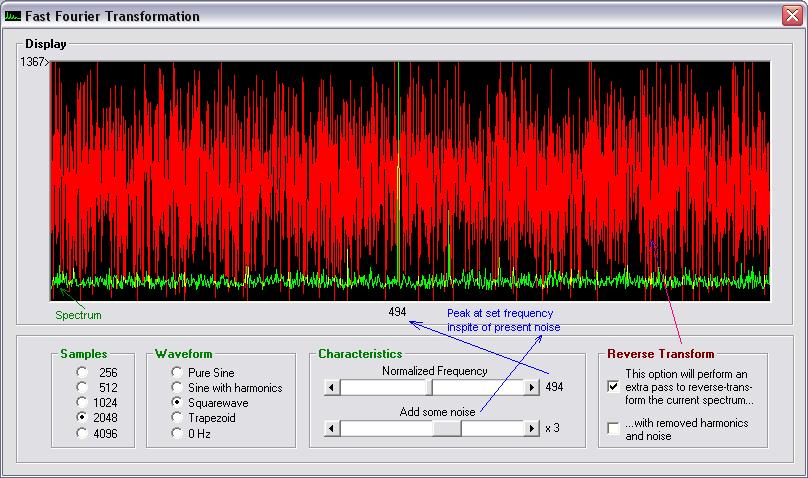 Fast Fourier Transformation
Display
1367>
494
Peak at set frequency
inspite of present noise
Spectrum
Samples
256
512
1024
2048
4096
Waveform
Pure Sine
Sine with harmonics
Squarewave
Trapezoid
0 Hz
Characteristics
Normalized Frequency
494
Add some noise
x 3
Reverse Transform
This option will perform an
extra pass to reverse-trans-
form the current spectrum...
...with removed harmonics
and noise